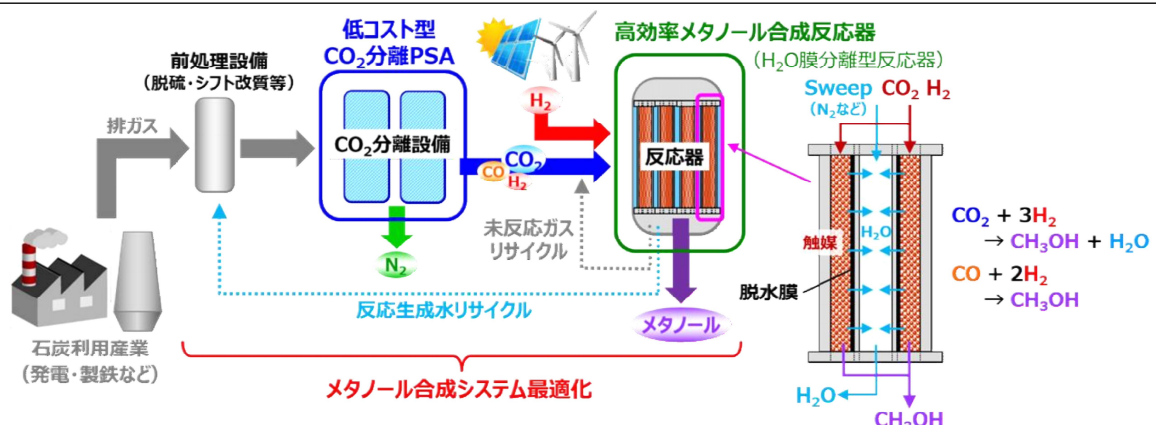 低コスト型
CO₂分離PSA
高効率メタノール合成反応器
(H₂O膜分離型反応器)
前処理設備
(脱硫・シフト改質等)
排ガス
CO₂分離設備
H₂
CO₂
CO
H₂
反応器
N₂
未反応ガス
リサイクル
反応生成水リサイクル
メタノール
石炭利用産業
(発電・製鉄など)
メタノール合成システム最適化
Sweep
(N₂など)
CO₂ H₂
H₂O
触媒
脱水膜
H₂O
CH₃OH
CO₂ + 3H₂
→ CH₃OH + H₂O
CO + 2H₂
→ CH₃OH